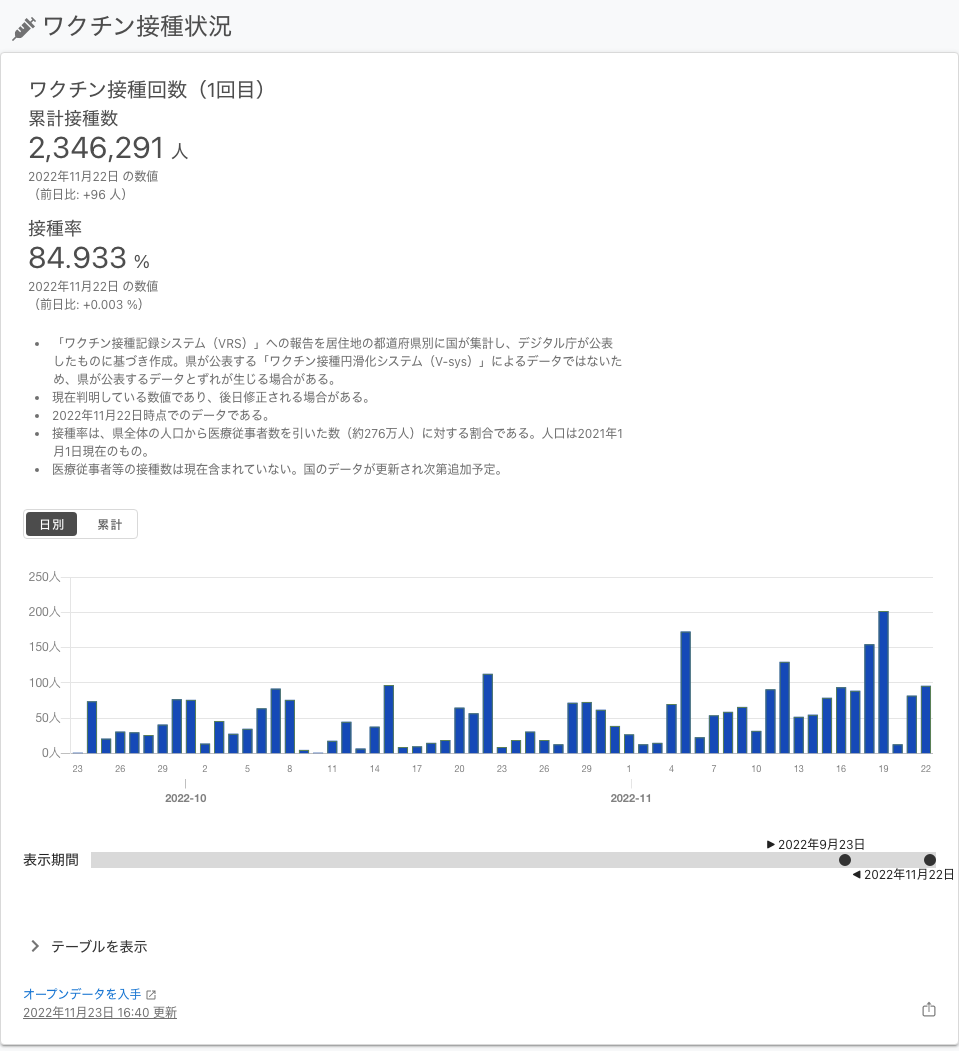 ワクチン接種状況
ワクチン接種回数（1回目）
累計接種数
2,346,291 人
2022年11月22日 の数値
（前日比: +96 人）
接種率
84.933 %
2022年11月22日 の数値
（前日比: +0.003 %）
• 「ワクチン接種記録システム（VRS）」への報告を居住地の都道府県別に国が集計し、デジタル庁が公表
したものに基づき作成。県が公表する「ワクチン接種円滑化システム（V-sys）」によるデータではないた
め、県が公表するデータとずれが生じる場合がある。
• 現在判明している数値であり、後日修正される場合がある。
• 2022年11月22日時点でのデータである。
• 接種率は、県全体の人口から医療従事者数を引いた数（約276万人）に対する割合である。人口は2021年1
月1日現在のもの。
• 医療従事者等の接種数は現在含まれていない。国のデータが更新され次第追加予定。
日別 累計
250人
200人
150人
100人
50人
0人
23 26 29 2 5 8 11 14 17 20 23 26 29 1 4 7 10 13 16 19 22
2022-10 2022-11
▶ 2022年9月23日
表示期間
◀ 2022年11月22日
テーブルを表示
オープンデータを入手
2022年11月23日 16:40 更新